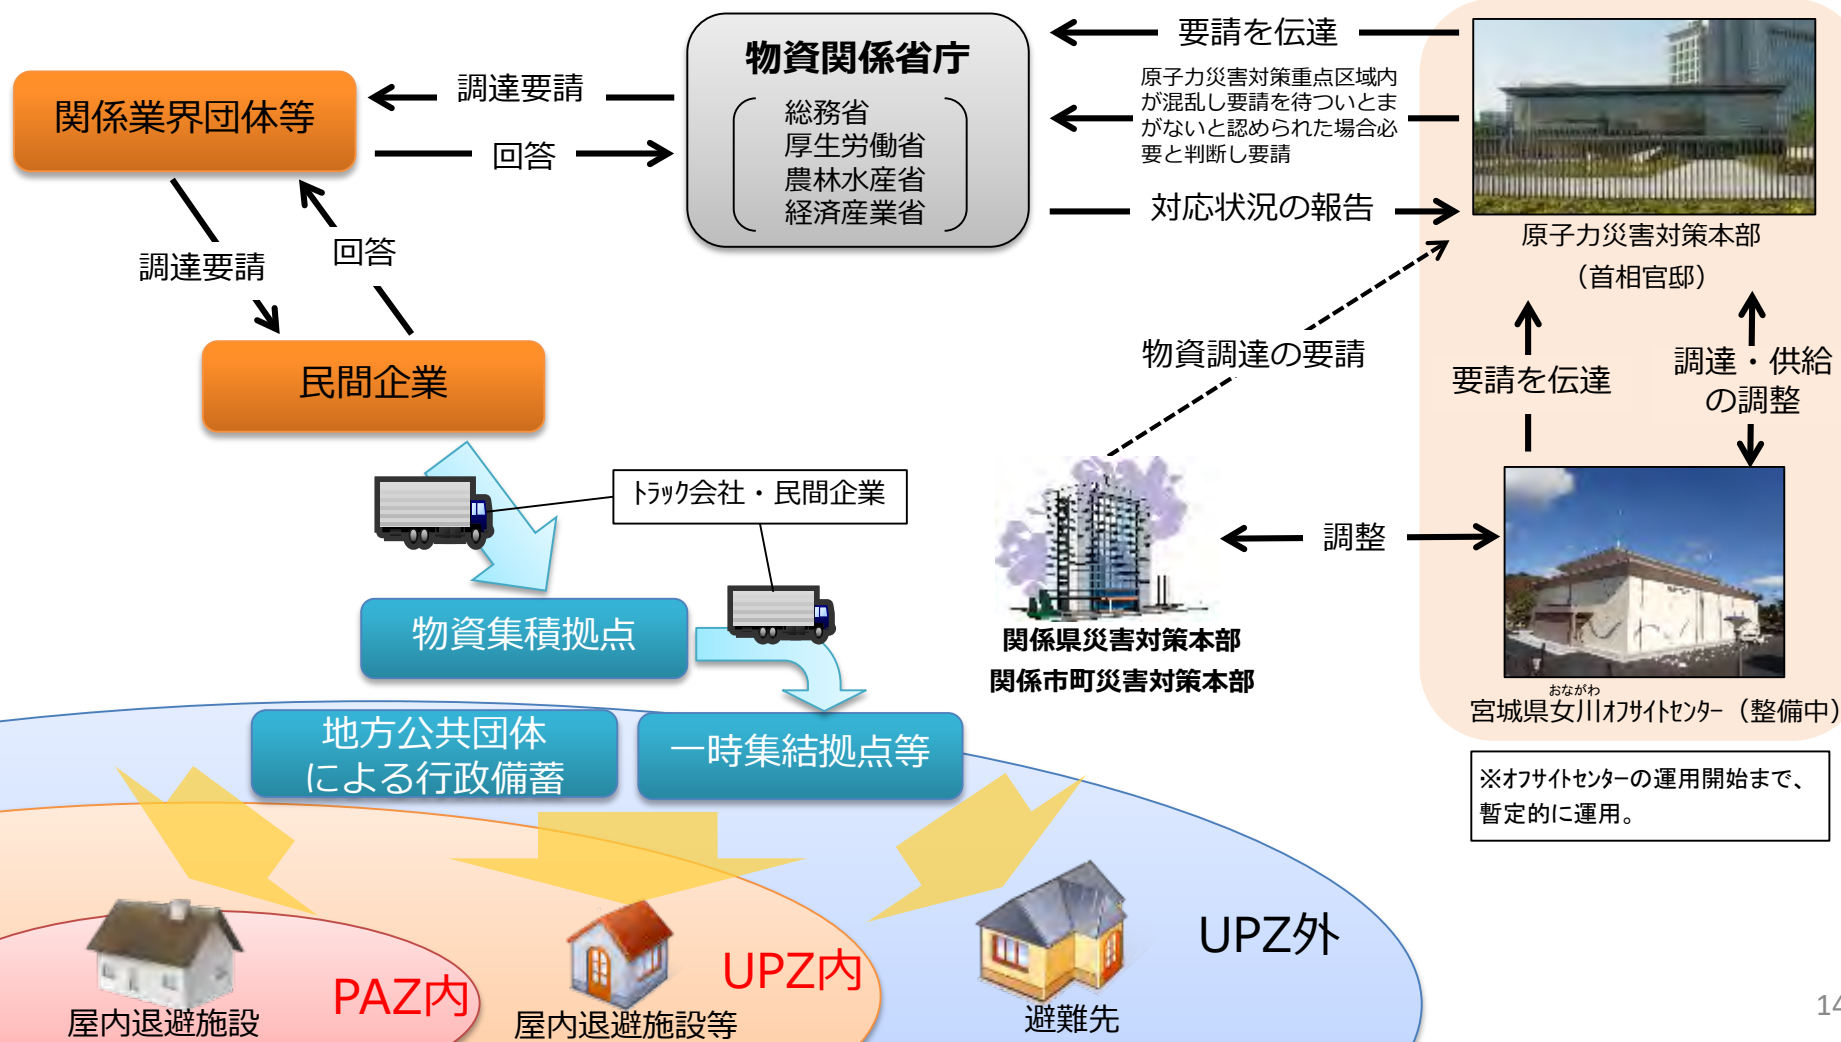 要請を伝達
物資関係省庁
総務省
厚生労働省
農林水産省
経済産業省
調達要請
回答
関係業界団体等
原子力災害対策重点区域内
が混乱し要請を待ついとま
がないと認められた場合必
要と判断し要請
対応状況の報告
原子力災害対策本部
（首相官邸）
調達要請
回答
民間企業
物資調達の要請
要請を伝達
調達・供給
の調整
ﾄﾗｯｸ会社・民間企業
調整
物資集積拠点
関係県災害対策本部
関係市町災害対策本部
おながわ
宮城県女川ｵﾌｻｲﾄｾﾝﾀｰ（整備中）
地方公共団体
による行政備蓄
一時集結拠点等
※ｵﾌｻｲﾄｾﾝﾀｰの運用開始まで、
暫定的に運用。
UPZ外
UPZ内
PAZ内
屋内退避施設
屋内退避施設等
避難先
14